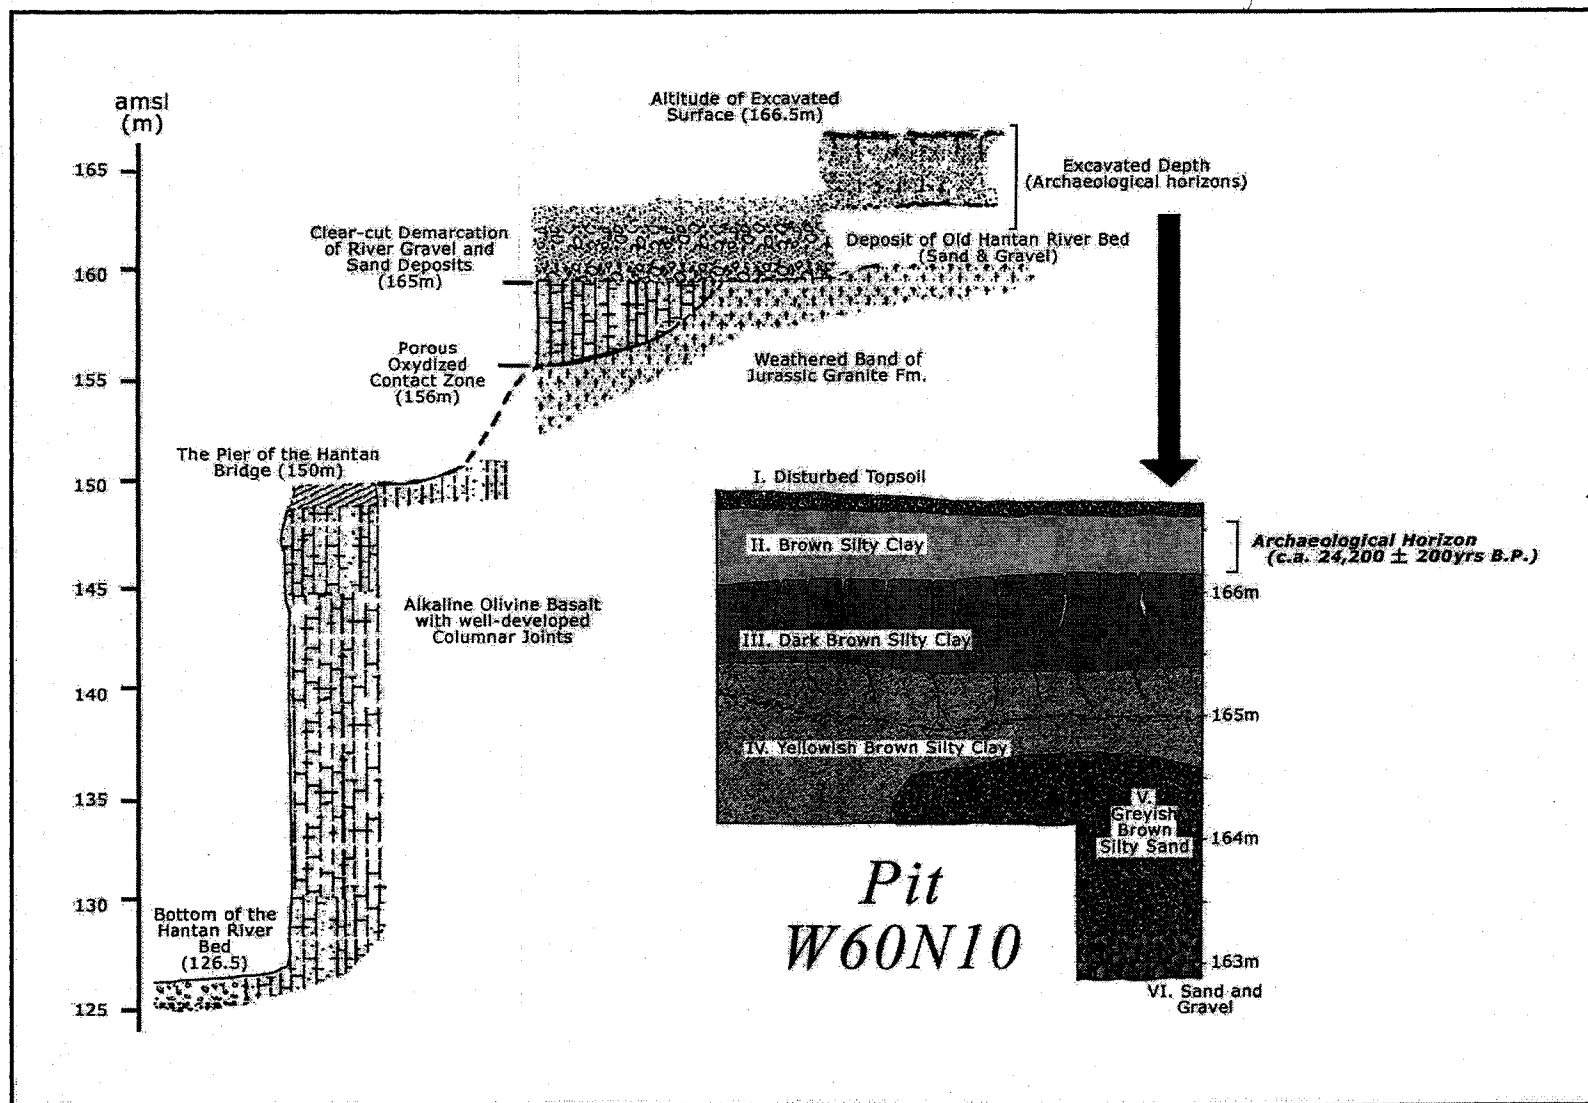 amsl
(m)
165
160
155
150
145
140
135
130
125
Altitude of Excavated
Surface (166.5m)
Excavated Depth
(Archaeological horizons)
Clear-cut Demarcation
of River Gravel and
Sand Deposits
(165m)
Deposit of Old Hantan River Bed
(Sand & Gravel)
Porous
Oxydized
Contact Zone
(156m)
Weathered Band of
Jurassic Granite Fm.
The Pier of the Hantan
Bridge (150m)
Alkaline Olivine Basalt
with well-developed
Columnar Joints
Bottom of the
Hantan River
Bed
(126.5)
I. Disturbed Topsoil
II. Brown Silty Clay
Archaeological Horizon
(c.a. 24,200 ± 200yrs B.P.)
166m
III. Dark Brown Silty Clay
165m
IV. Yellowish Brown Silty Clay
V.
Greyish
Brown
Silty Sand
164m
163m
VI. Sand and
Gravel
Pit
W60N10